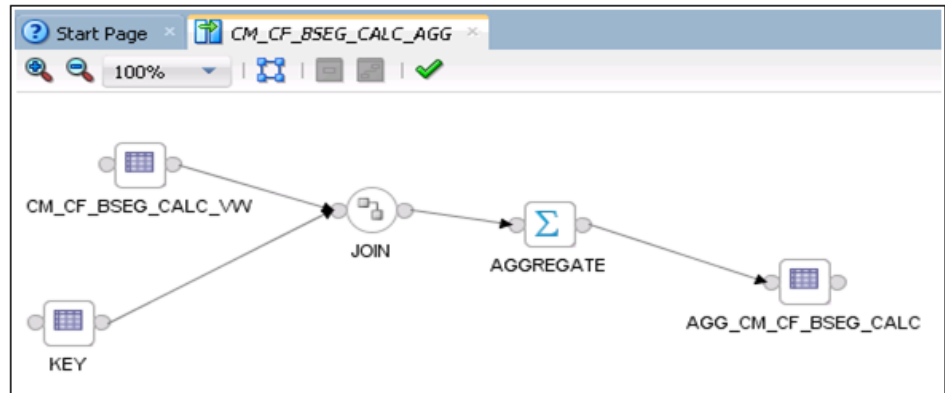 Start Page
CM_CF_BSEG_CALC_AGG
100%
CM_CF_BSEG_CALC_VW
JOIN
AGGREGATE
AGG_CM_CF_BSEG_CALC
KEY